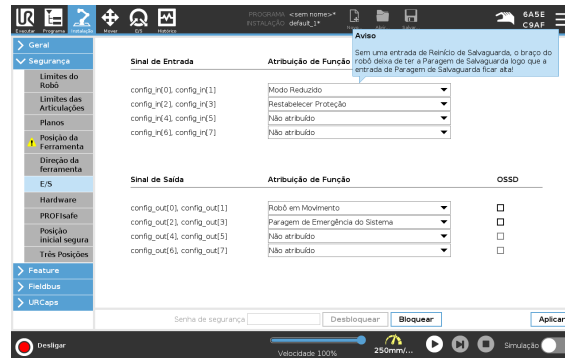 PROGRAMA <sem nome>*
INSTALAÇÃO default_1*
6A5E
C9AF
Executar Programa Instalação Mover E/S Histórico Novo Abrir Salvar
Aviso
Sem uma entrada de Reinício de Salvaguarda, o braço do
robô deixa de ter a Paragem de Salvaguarda logo que a
entrada de Paragem de Salvaguarda ficar alta!
Geral
Segurança
Limites do
Robô
Limites das
Articulações
Planos
Posição da
Ferramenta
Direção da
ferramenta
E/S
Hardware
PROFIsafe
Posição
inicial segura
Três Posições
Feature
Fieldbus
URCaps
Sinal de Entrada Atribuição de Função
config_in[0], config_in[1] Modo Reduzido
config_in[2], config_in[3] Restabelecer Proteção
config_in[4], config_in[5] Não atribuído
config_in[6], config_in[7] Não atribuído
Sinal de Saída Atribuição de Função OSSD
config_out[0], config_out[1] Robô em Movimento
config_out[2], config_out[3] Paragem de Emergência do Sistema
config_out[4], config_out[5] Não atribuído
config_out[6], config_out[7] Não atribuído
Senha de segurança Desbloquear Bloquear Aplicar
Desligar
Velocidade 100%
250mm/...
Simulação